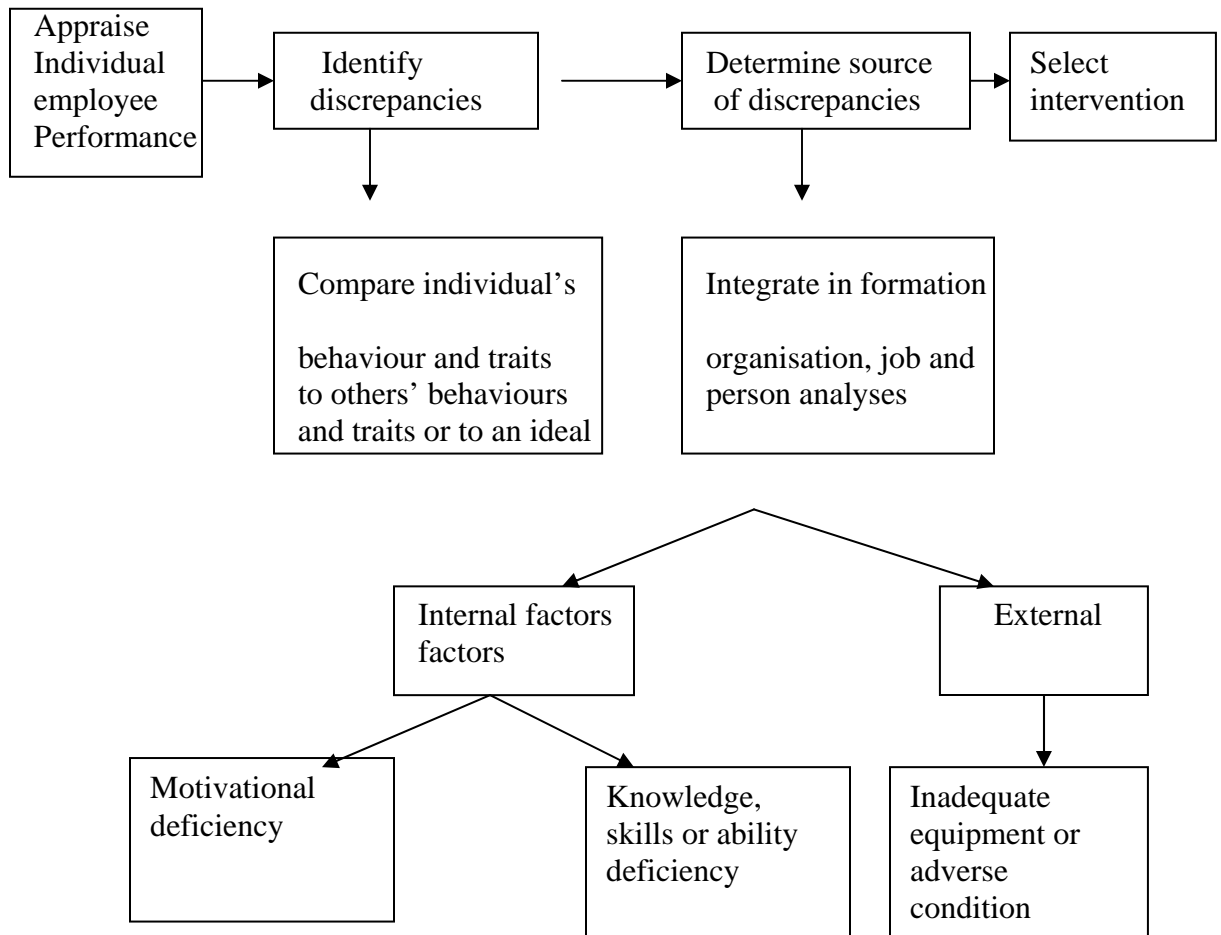 Appraise
Individual
employee
Performance
Identify
discrepancies
Determine source
of discrepancies
Select
intervention
Compare individual’s
behaviour and traits
to others’ behaviours
and traits or to an ideal
Integrate in formation
organisation, job and
person analyses
Internal factors
factors
External
Motivational
deficiency
Knowledge,
skills or ability
deficiency
Inadequate
equipment or
adverse
condition